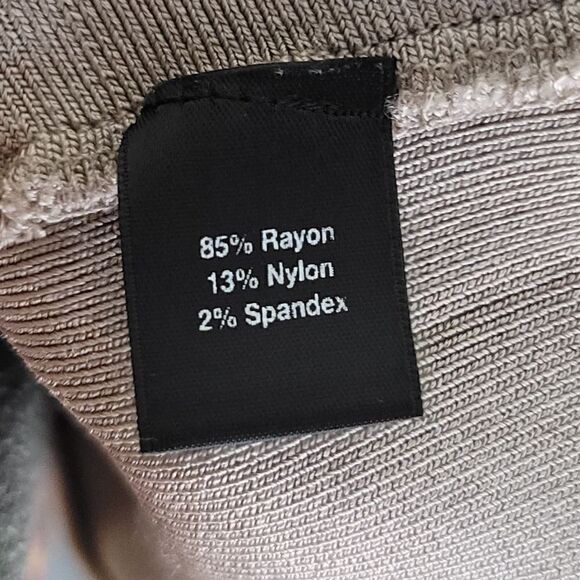 85% Rayon
13% Nylon
2% Spandex